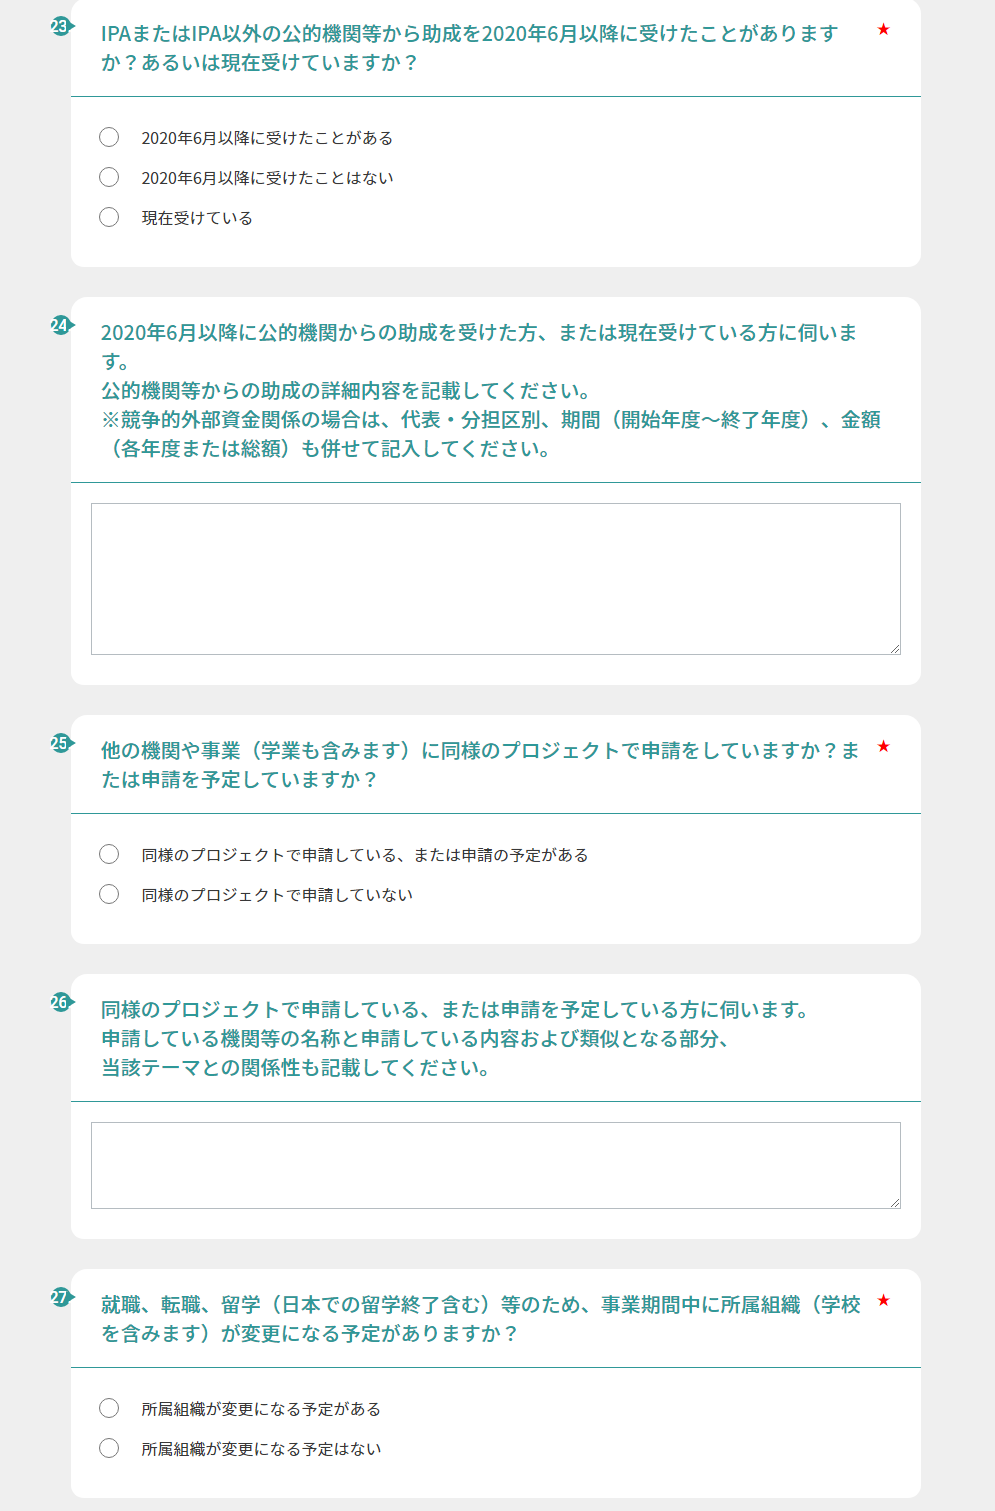 23
IPAまたはIPA以外の公的機関等から助成を2020年6月以降に受けたことがあります ★
か？あるいは現在受けていますか？
2020年6月以降に受けたことがある
2020年6月以降に受けたことはない
現在受けている
24
2020年6月以降に公的機関からの助成を受けた方、または現在受けている方に伺いま
す。
公的機関等からの助成の詳細内容を記載してください。
※競争的外部資金関係の場合は、代表・分担区別、期間（開始年度～終了年度）、金額
（各年度または総額）も併せて記入してください。
25
他の機関や事業（学業も含みます）に同様のプロジェクトで申請をしていますか？ま ★
たは申請を予定していますか？
同様のプロジェクトで申請している、または申請の予定がある
同様のプロジェクトで申請していない
26
同様のプロジェクトで申請している、または申請を予定している方に伺います。
申請している機関等の名称と申請している内容および類似となる部分、
当該テーマとの関係性も記載してください。
27
就職、転職、留学（日本での留学終了含む）等のため、事業期間中に所属組織（学校 ★
を含みます）が変更になる予定がありますか？
所属組織が変更になる予定がある
所属組織が変更になる予定はない